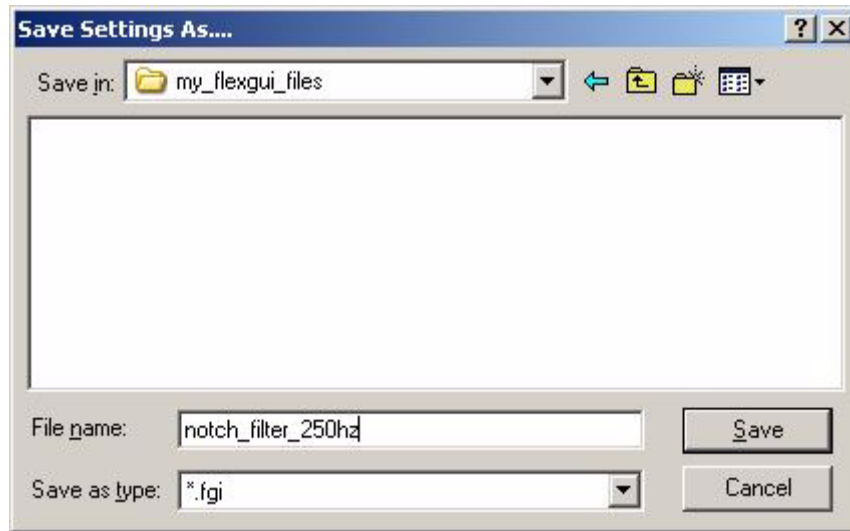 Save Settings As....
Save in: my_flexgui_files
File name: notch_filter_250hz Save
Save as type: *.fgi Cancel